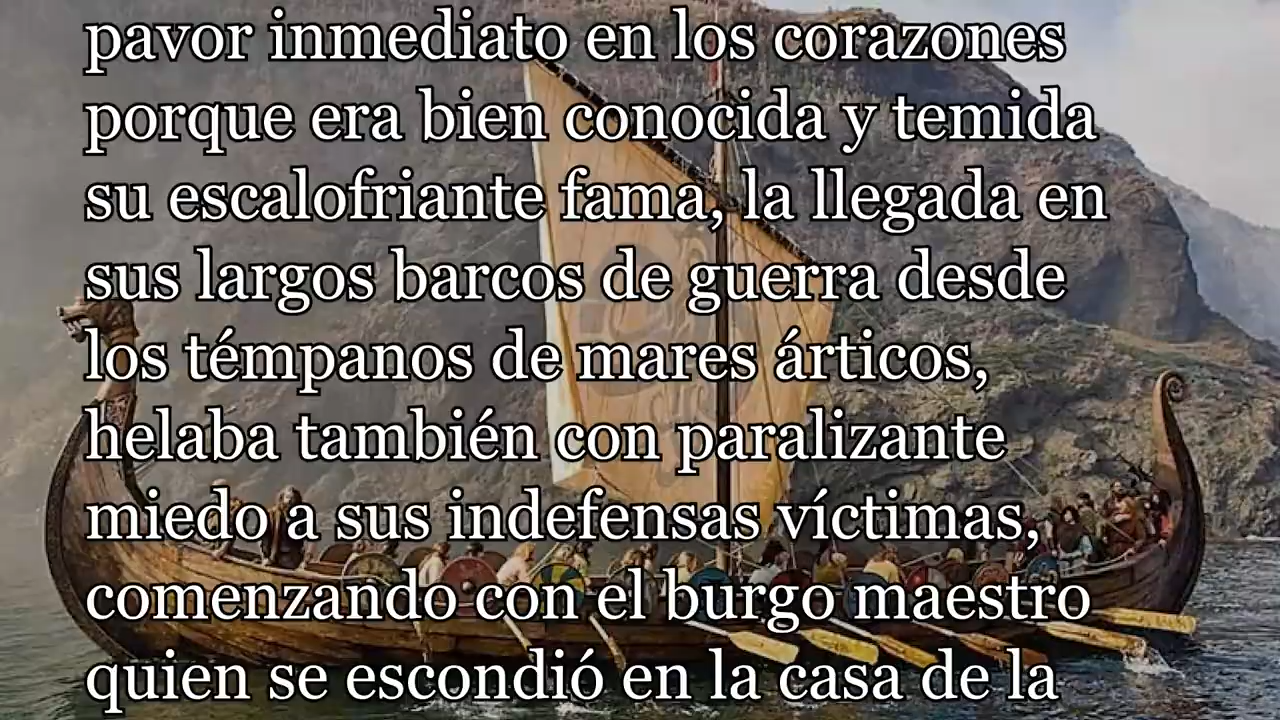 pavor inmediato en los corazones
porque era bien conocida y temida
su escalofriante fama, la llegada en
sus largos barcos de guerra desde
los témpanos de mares árticos,
helaba también con paralizante
miedo a sus indefensas víctimas,
comenzando con el burgo maestro
quien se escondió en la casa de la